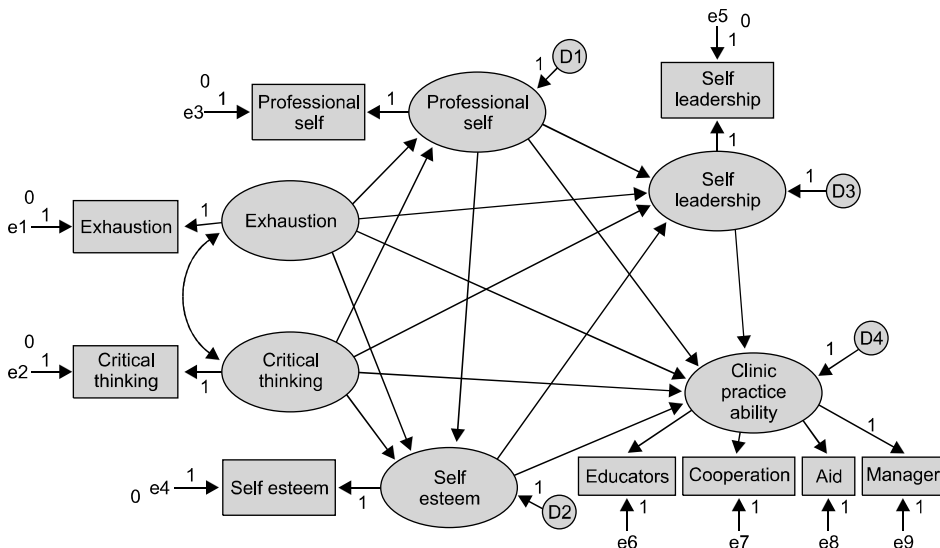 e5
0
1
D1
1
0
1
e3
Professional
self
1
Professional
self
Self
leadership
1
Self
leadership
1
D3
0
1
e1
Exhaustion
1
Exhaustion
0
1
e2
Critical
thinking
1
Critical
thinking
D4
1
Clinic
practice
ability
1
1
0
e4
Self esteem
1
Self
esteem
1
D2
Educators
Cooperation
Aid
Manager
1
1
1
1
e6
e7
e8
e9